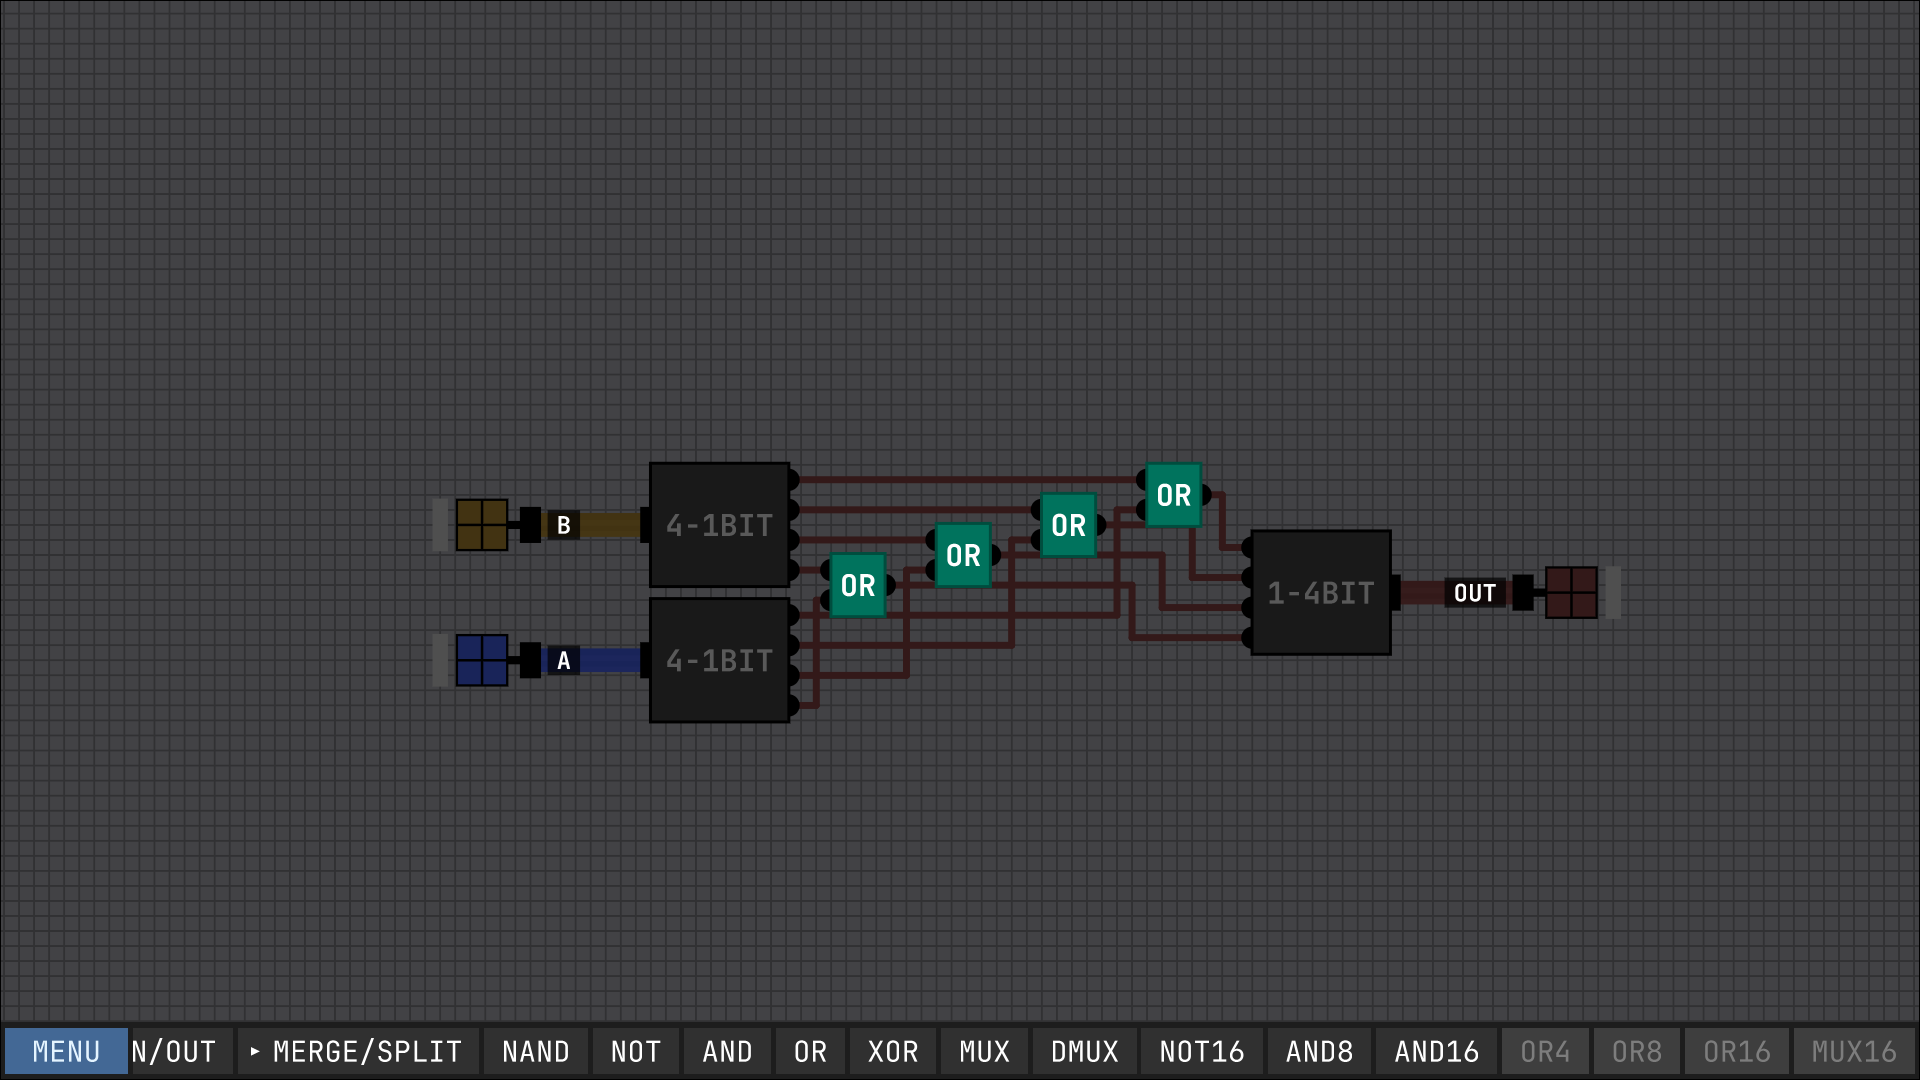 OR
B 4-1BIT OR
OR
OR
1-4BIT OUT
A 4-1BIT
MENU N/OUT ▸ MERGE/SPLIT NAND NOT AND OR XOR MUX DMUX NOT16 AND8 AND16 OR4 OR8 OR16 MUX16